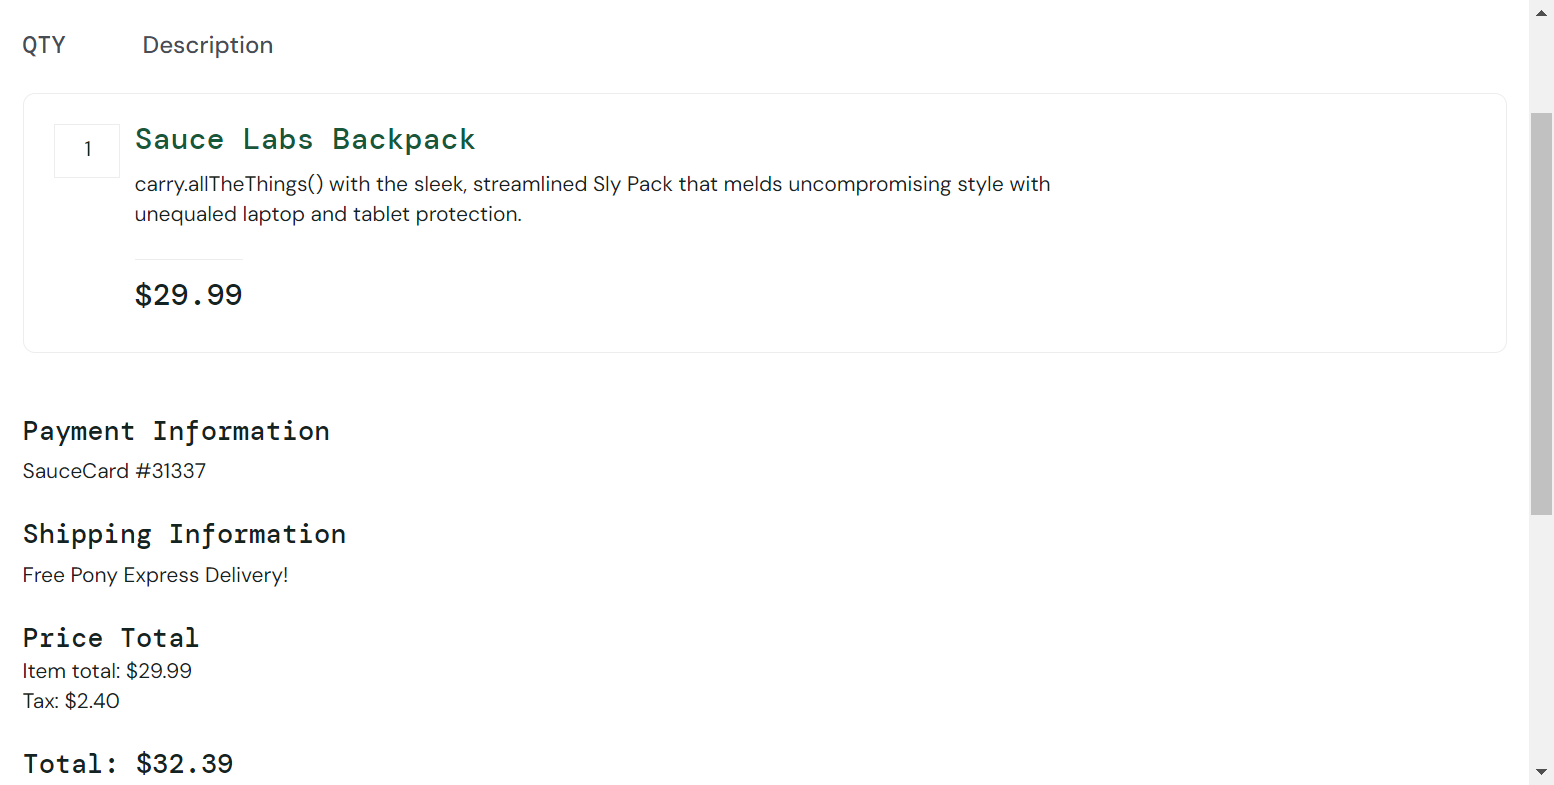 QTY Description
1
Sauce Labs Backpack
carry.allTheThings() with the sleek, streamlined Sly Pack that melds uncompromising style with
unequaled laptop and tablet protection.
$29.99
Payment Information
SauceCard #31337
Shipping Information
Free Pony Express Delivery!
Price Total
Item total: $29.99
Tax: $2.40
Total: $32.39